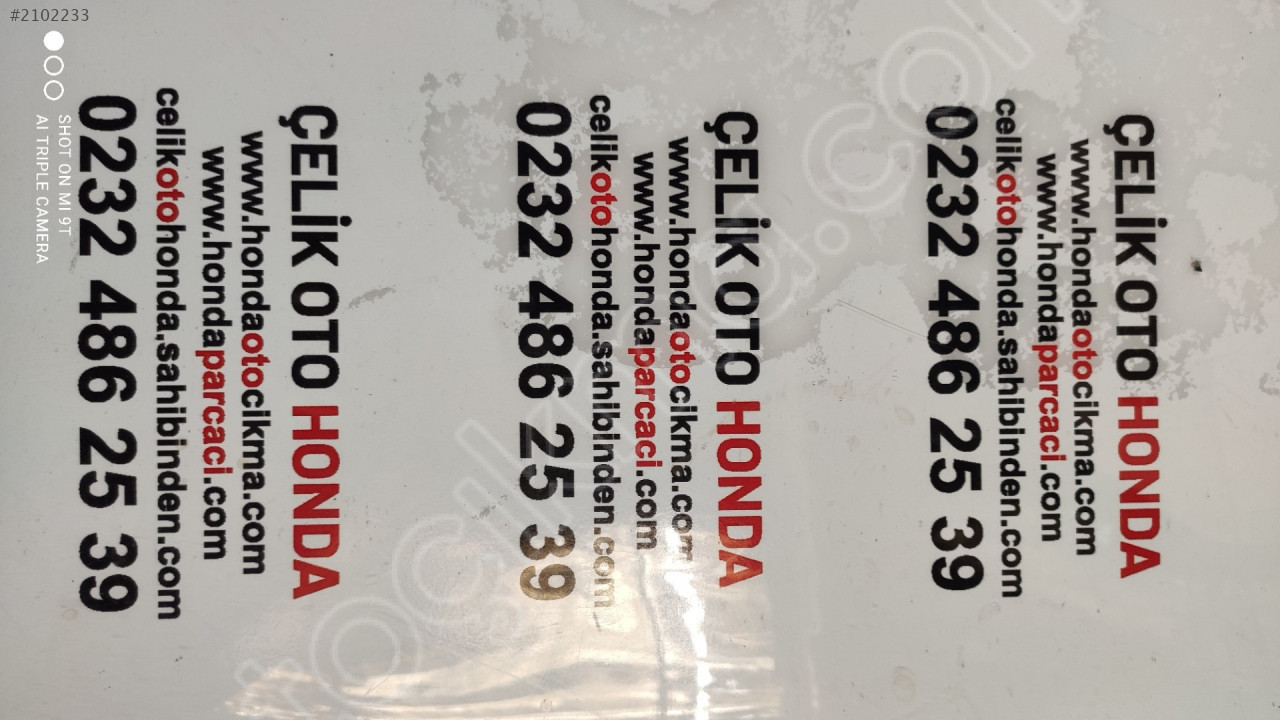 #2102233
SHOT ON MI 9T
AI TRIPLE CAMERA
ÇELİK OTO HONDA
www.hondaotocikma.com
www.hondaparcaci.com
celikotohonda.sahibinden.com
0232 486 25 39
ÇELİK OTO HONDA
www.hondaotocikma.com
www.hondaparcaci.com
celikotohonda.sahibinden.com
0232 486 25 39
ÇELİK OTO HONDA
www.hondaotocikma.com
www.hondaparcaci.com
celikotohonda.sahibinden.com
0232 486 25 39